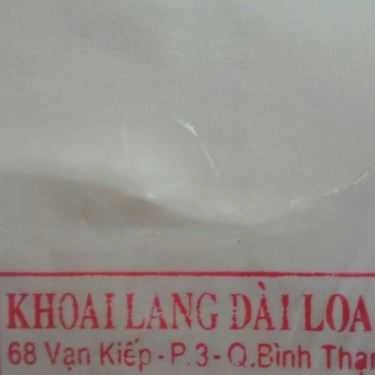 KHOAI LANG DÀI LOA
68 Vạn Kiếp - P.3 - Q.Bình Thạ